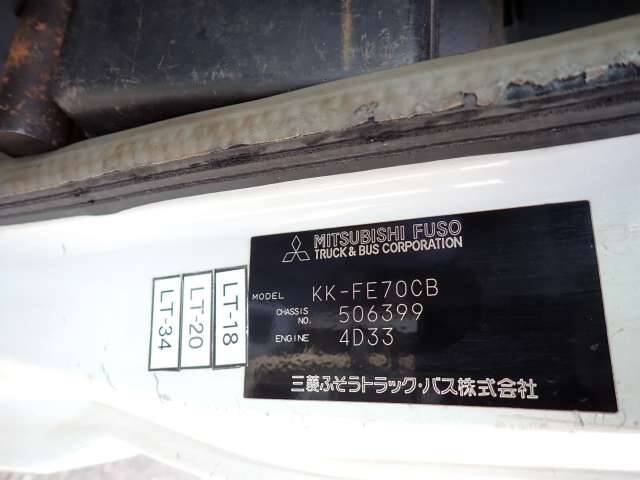 MITSUBISHI FUSO
TRUCK & BUS CORPORATION
MODEL KK-FE70CB
CHASSIS NO. 506399
ENGINE 4D33
三菱ふそうトラック・バス株式会社
LT-34
LT-20
LT-18